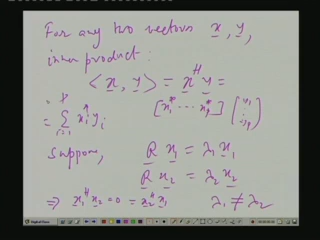 For any two vectors x, y,
inner product:
< x, y > = x^H y =
= Σ_{i=1}^{p} x_i^* y_i [x_1^* ... x_p^*] [y_1 : y_p]
Suppose, R x_1 = λ_1 x_1
R x_2 = λ_2 x_2
⇒ x_1^H x_2 = 0 = x_2^H x_1 λ_1 ≠ λ_2